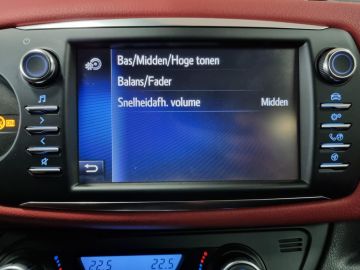 Bas/Midden/Hoge tonen
Balans/Fader
Snelheidafh. volume Midden
22.5 22.5